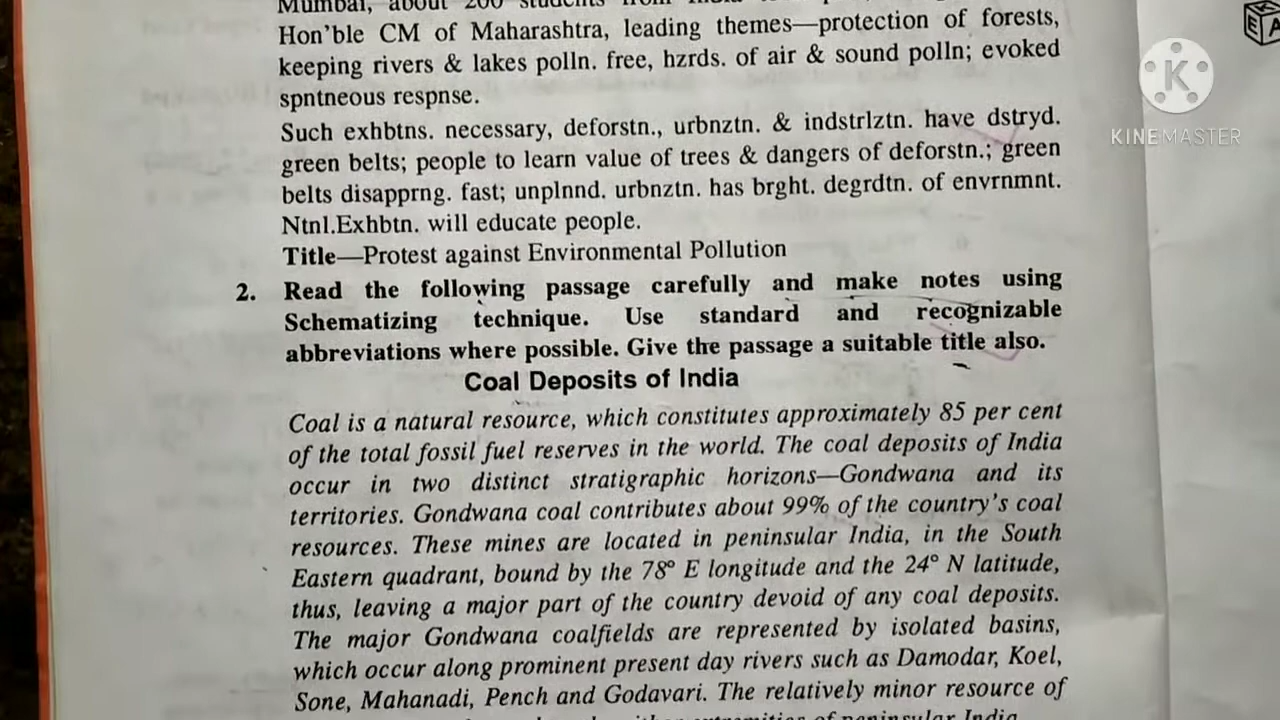 Mumbai, about 200 students from India
Hon'ble CM of Maharashtra, leading themes—protection of forests,
keeping rivers & lakes polln. free, hzrds. of air & sound polln; evoked
spntneous respnse.
Such exhbtns. necessary, deforstn., urbnztn. & indstrlztn. have dstryd.
green belts; people to learn value of trees & dangers of deforstn.; green
belts disapprng. fast; unplnnd. urbnztn. has brght. degrdtn. of envrnmnt.
Ntnl.Exhbtn. will educate people.
Title—Protest against Environmental Pollution
2. Read the following passage carefully and make notes using
Schematizing technique. Use standard and recognizable
abbreviations where possible. Give the passage a suitable title also.
Coal Deposits of India
Coal is a natural resource, which constitutes approximately 85 per cent
of the total fossil fuel reserves in the world. The coal deposits of India
occur in two distinct stratigraphic horizons—Gondwana and its
territories. Gondwana coal contributes about 99% of the country's coal
resources. These mines are located in peninsular India, in the South
Eastern quadrant, bound by the 78° E longitude and the 24° N latitude,
thus, leaving a major part of the country devoid of any coal deposits.
The major Gondwana coalfields are represented by isolated basins,
which occur along prominent present day rivers such as Damodar, Koel,
Sone, Mahanadi, Pench and Godavari. The relatively minor resource of
extremities of peninsular India
K
KINEMASTER
E A